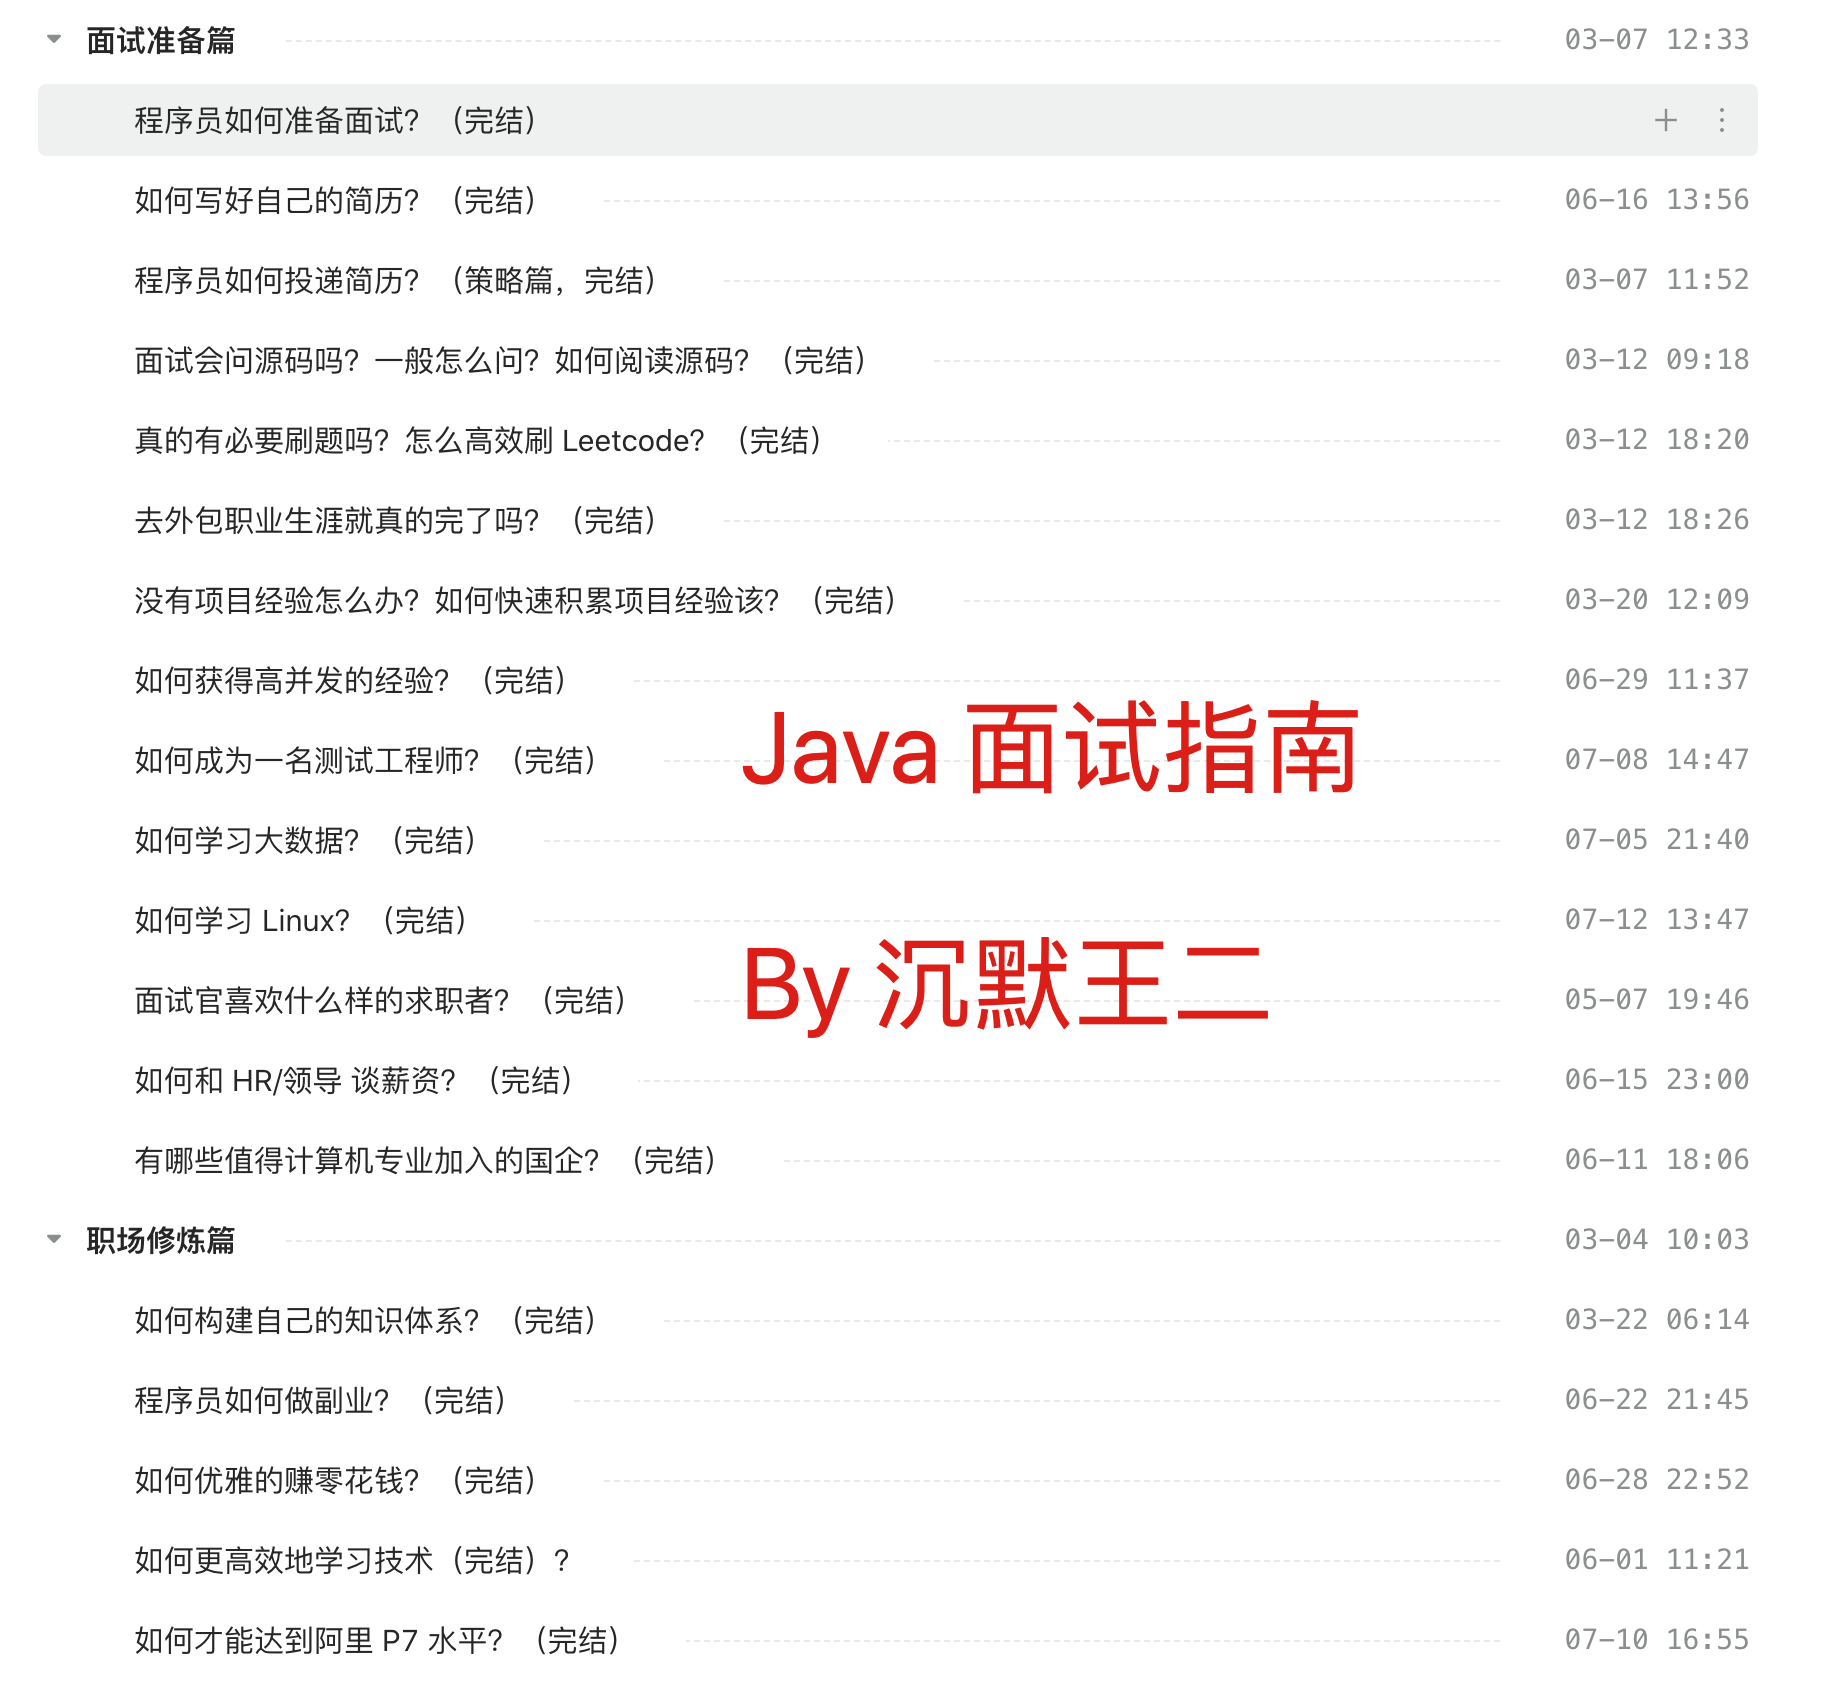 面试准备篇 03-07 12:33
程序员如何准备面试？（完结）
如何写好自己的简历？（完结） 06-16 13:56
程序员如何投递简历？（策略篇，完结） 03-07 11:52
面试会问源码吗？一般怎么问？如何阅读源码？（完结） 03-12 09:18
真的有必要刷题吗？怎么高效刷 Leetcode？（完结） 03-12 18:20
去外包职业生涯就真的完了吗？（完结） 03-12 18:26
没有项目经验怎么办？如何快速积累项目经验该？（完结） 03-20 12:09
如何获得高并发的经验？（完结） 06-29 11:37
Java 面试指南
如何成为一名测试工程师？（完结） 07-08 14:47
如何学习大数据？（完结） 07-05 21:40
如何学习 Linux？（完结） 07-12 13:47
By 沉默王二
面试官喜欢什么样的求职者？（完结） 05-07 19:46
如何和 HR/领导 谈薪资？（完结） 06-15 23:00
有哪些值得计算机专业加入的国企？（完结） 06-11 18:06
职场修炼篇 03-04 10:03
如何构建自己的知识体系？（完结） 03-22 06:14
程序员如何做副业？（完结） 06-22 21:45
如何优雅的赚零花钱？（完结） 06-28 22:52
如何更高效地学习技术（完结）？ 06-01 11:21
如何才能达到阿里 P7 水平？（完结） 07-10 16:55